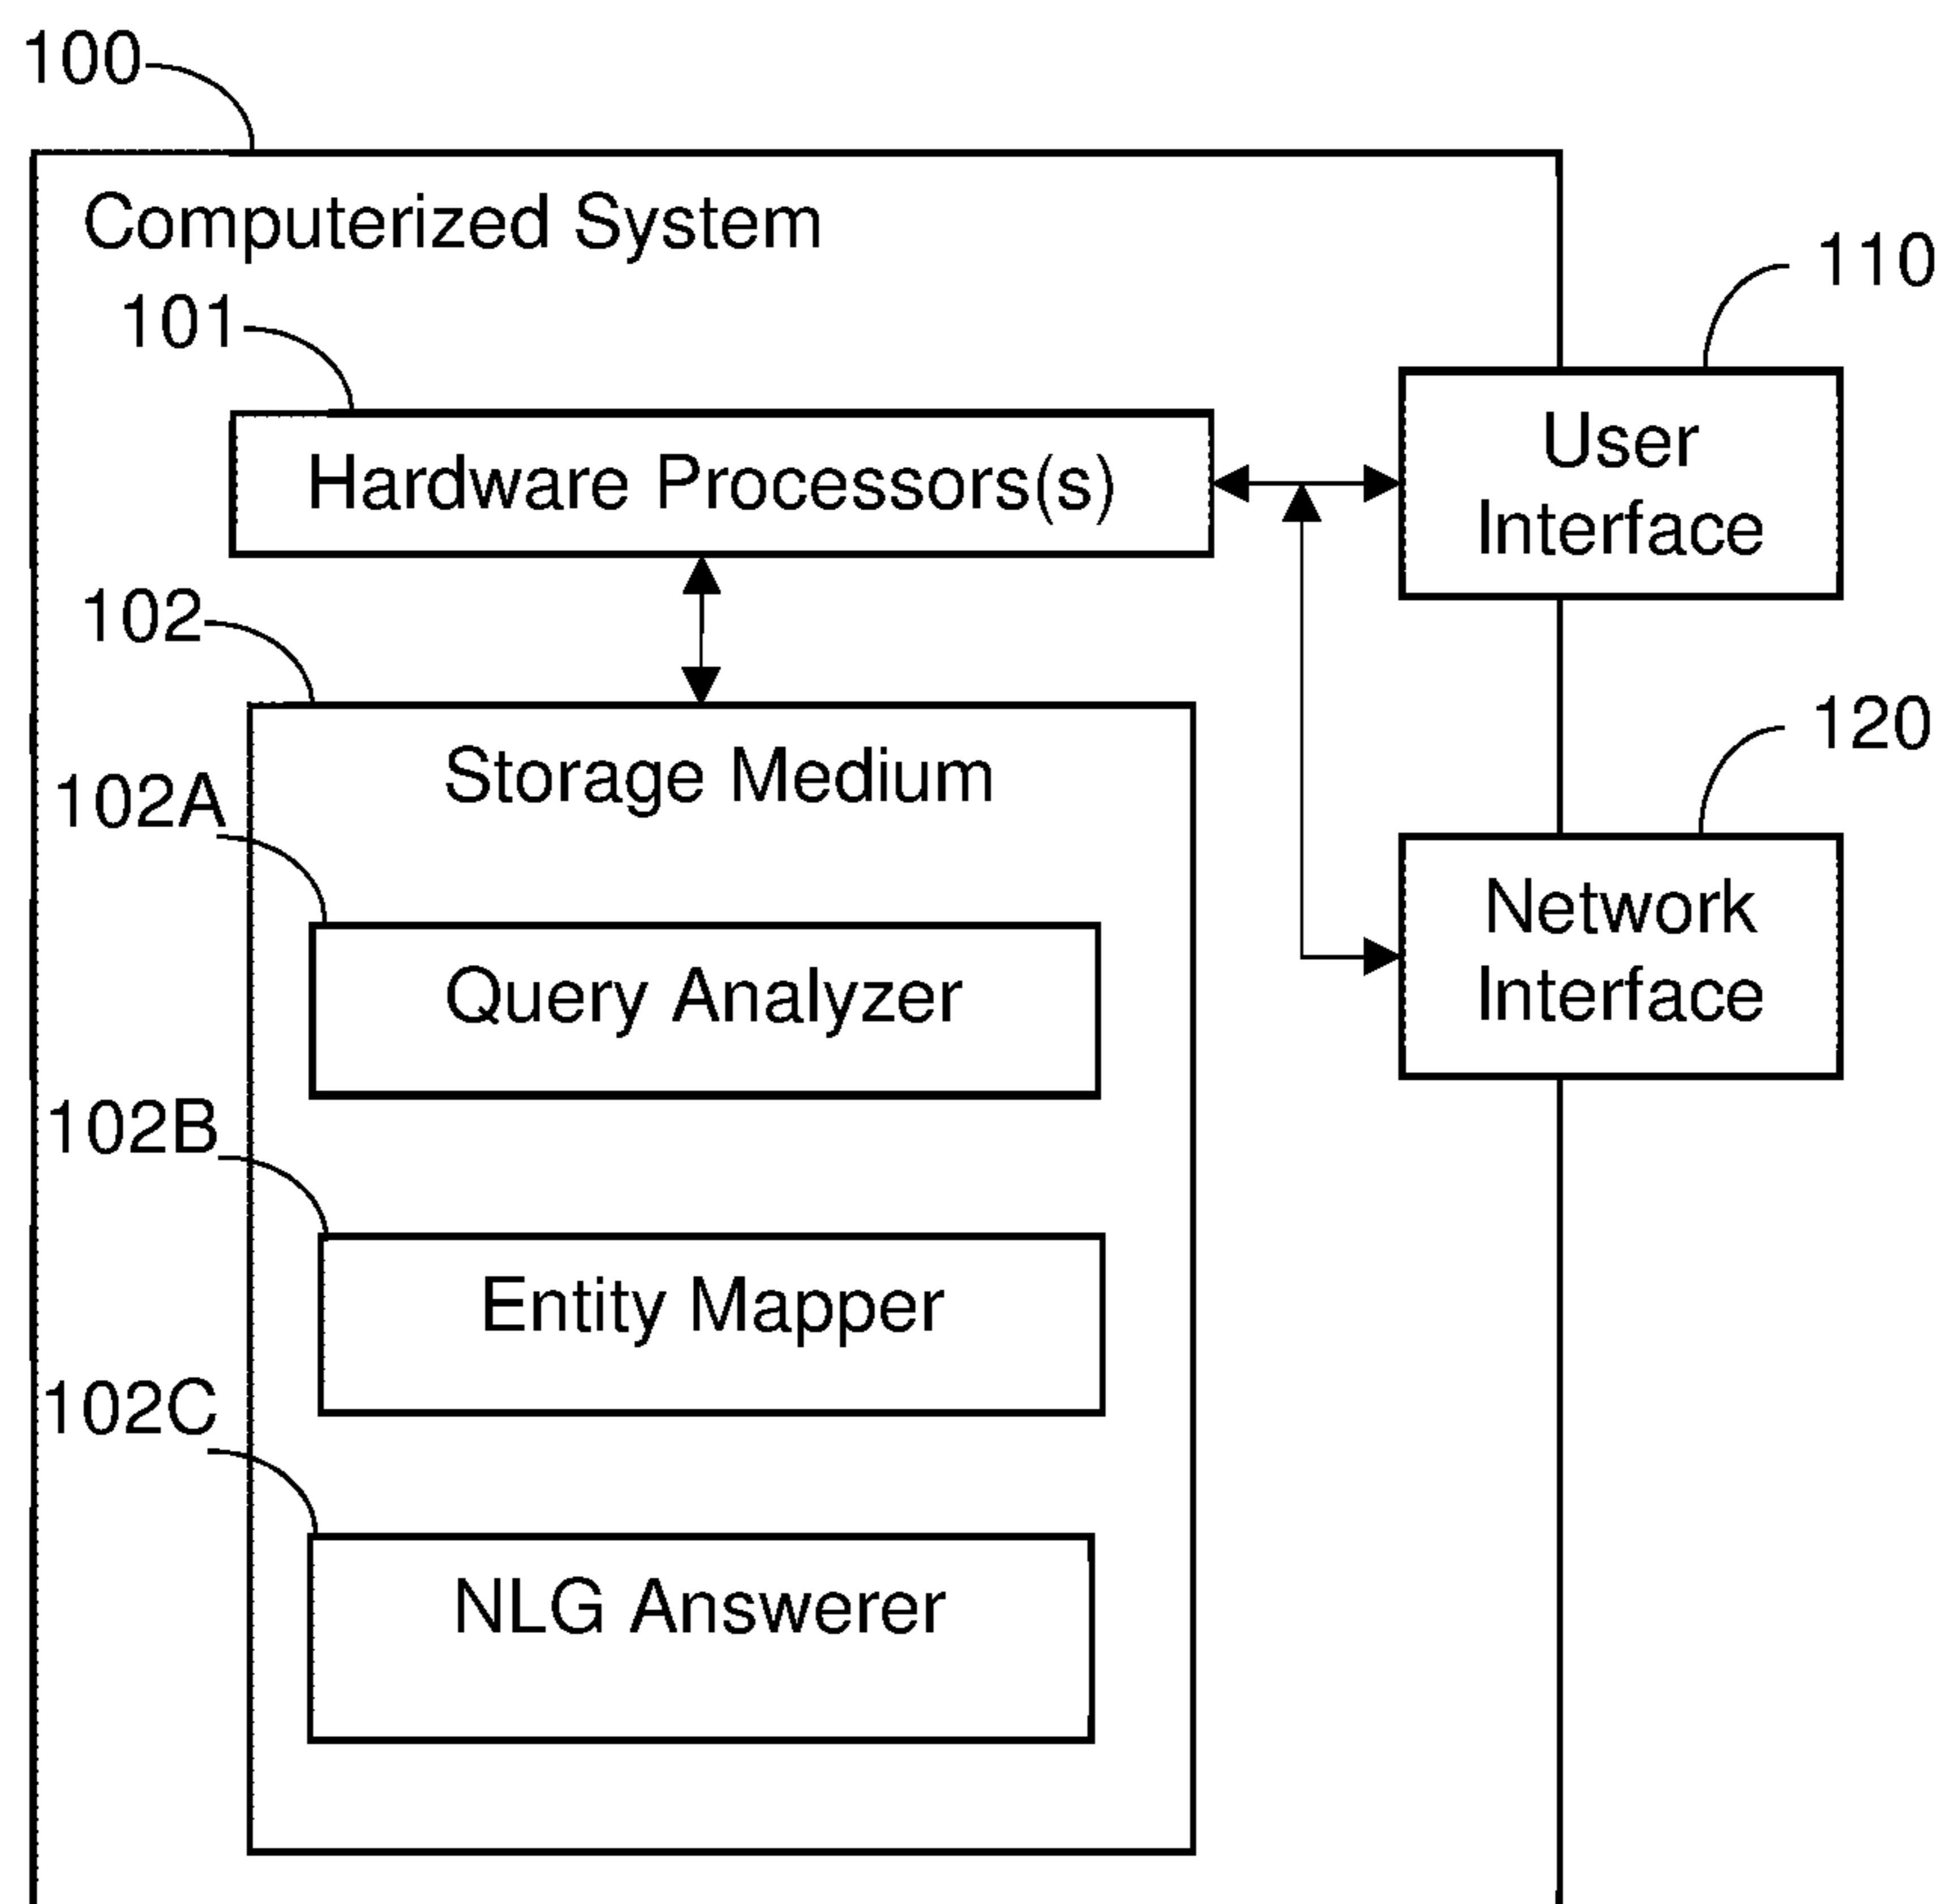 100
Computerized System
110
101
Hardware Processors(s)
User
Interface
102
120
Storage Medium
102A
Network
Interface
Query Analyzer
102B
Entity Mapper
102C
NLG Answerer